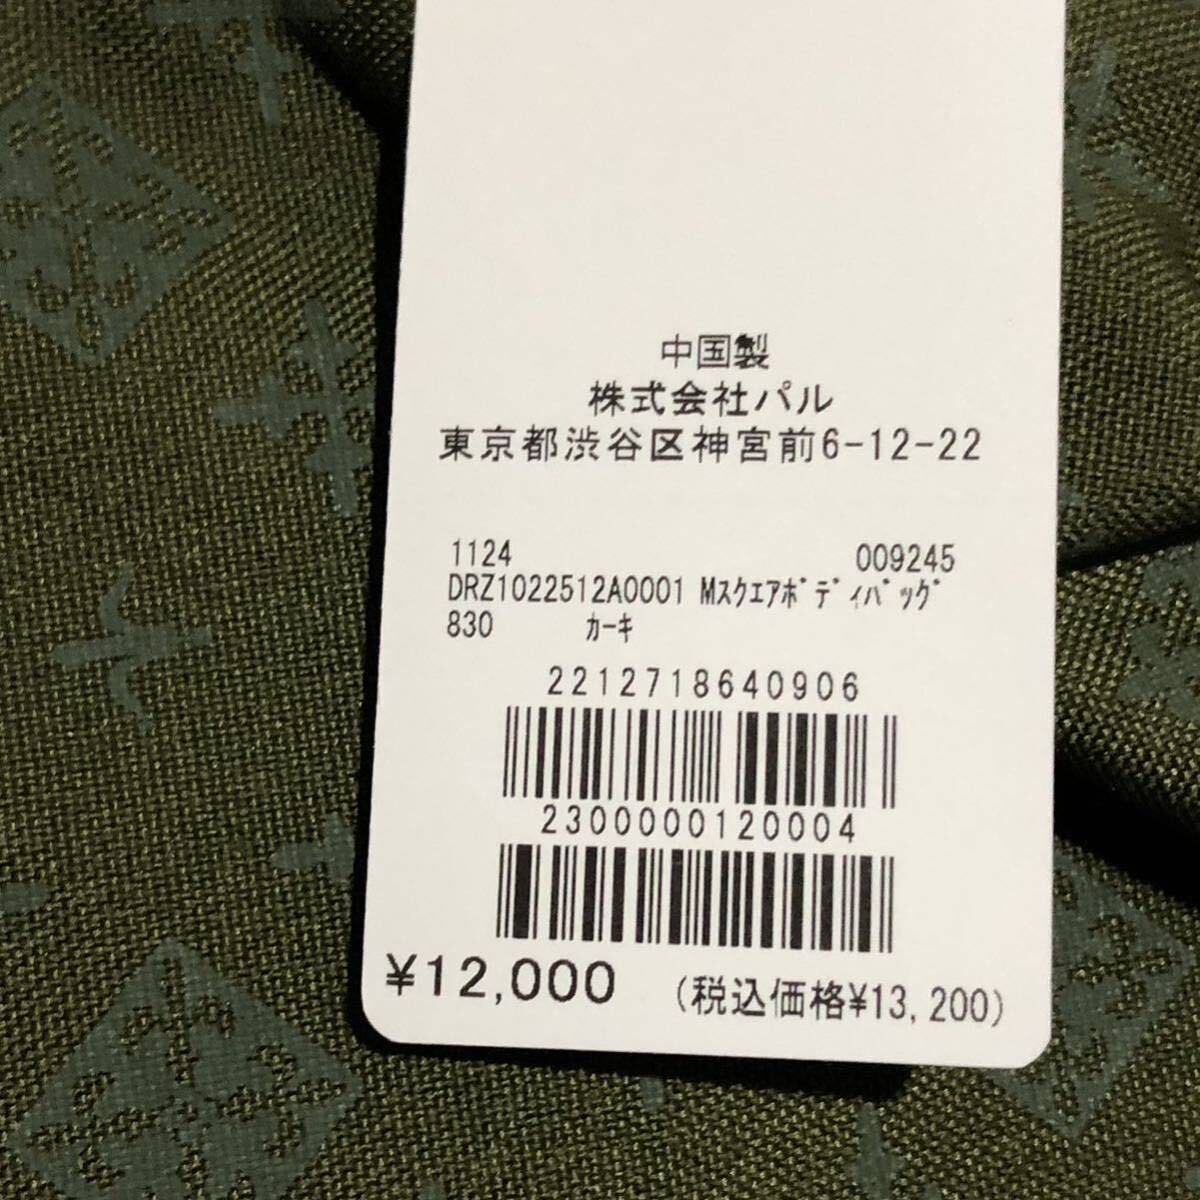 中国製
株式会社パル
東京都渋谷区神宮前6-12-22
1124 009245
DRZ1022512A0001 Mｽｸｴｱﾎﾞﾃﾞｨﾊﾞｯｸﾞ
830 ｶｰｷ
2212718640906
2300000120004
¥12,000 (税込価格¥13,200)